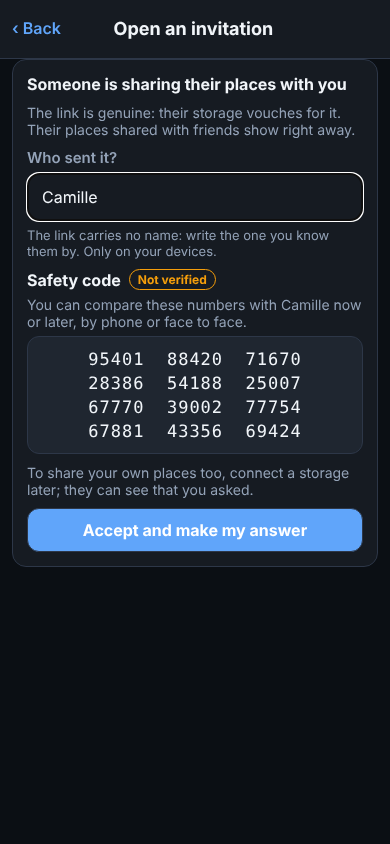 ‹ Back
Open an invitation
Someone is sharing their places with you
The link is genuine: their storage vouches for it.
Their places shared with friends show right away.
Who sent it?
Camille
The link carries no name: write the one you know
them by. Only on your devices.
Safety code Not verified
You can compare these numbers with Camille now
or later, by phone or face to face.
95401 88420 71670
28386 54188 25007
67770 39002 77754
67881 43356 69424
To share your own places too, connect a storage
later; they can see that you asked.
Accept and make my answer